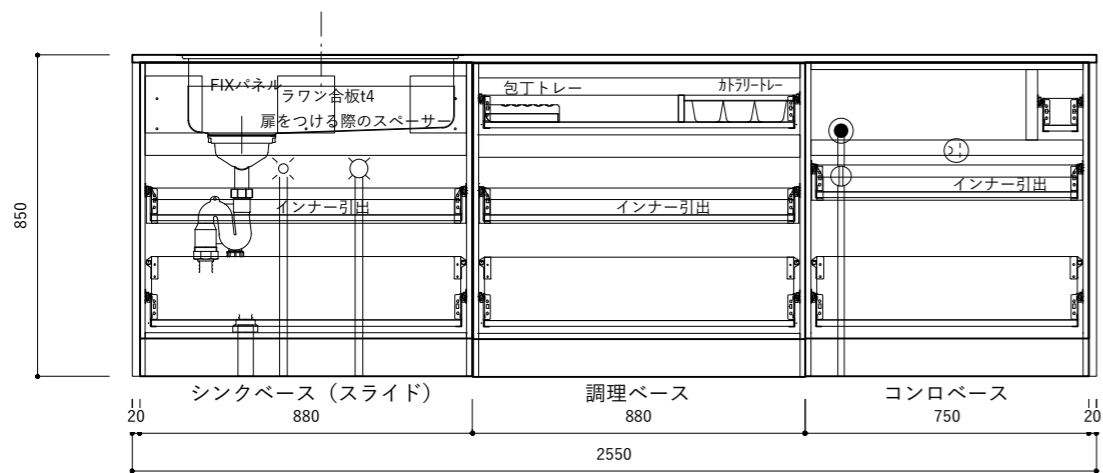 FIXパネル
ラワン合板t4
扉をつける際のスペーサー
包丁トレー
カトラリートレー
インナー引出
インナー引出
インナー引出
850
シンクベース（スライド）
調理ベース
コンロベース
20
880
880
750
20
2550